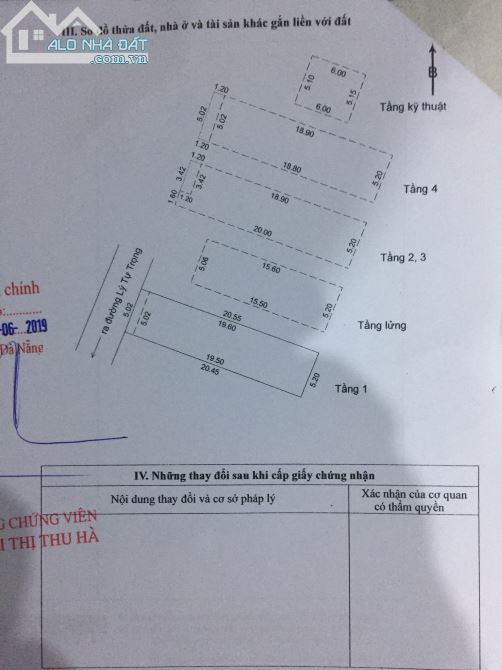 ALO NHÀ ĐẤT
.com.vn
III. Sơ đồ thửa đất, nhà ở và tài sản khác gắn liền với đất
B
6.00
5.10
5.15
6.00
Tầng kỹ thuật
1.20
5.02
5.02
18.90
1.20
18.80
5.20
Tầng 4
1.20
3.42
3.42
18.90
1.60
1.20
20.00
5.20
Tầng 2, 3
5.06
15.60
15.50
5.20
Tầng lửng
ra đường Lý Tự Trọng
5.02
5.02
20.55
19.60
19.50
20.45
5.20
Tầng 1
chính
06- 2019
Đà Nẵng
IV. Những thay đổi sau khi cấp giấy chứng nhận
Nội dung thay đổi và cơ sở pháp lý
Xác nhận của cơ quan
có thẩm quyền
G CHỨNG VIÊN
I THỊ THU HÀ